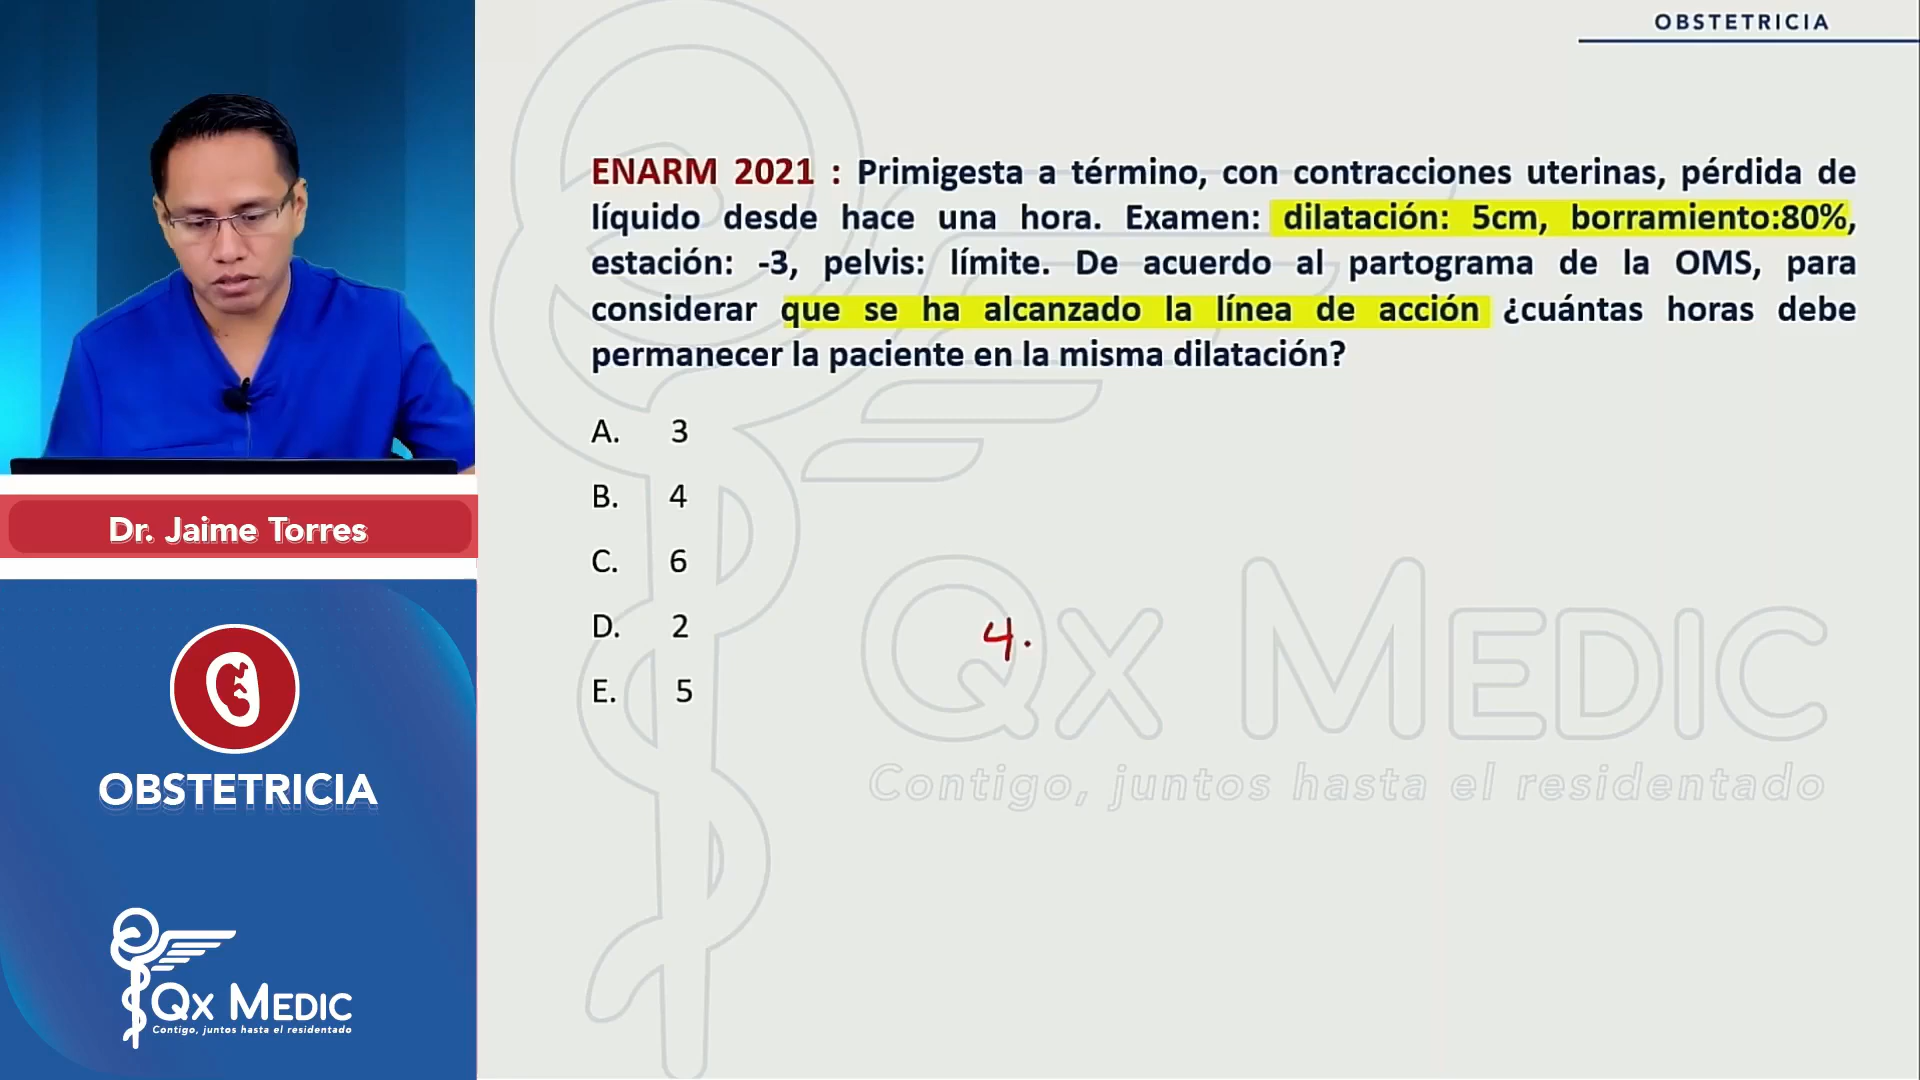 OBSTETRICIA
ENARM 2021 : Primigesta a término, con contracciones uterinas, pérdida de
líquido desde hace una hora. Examen: dilatación: 5cm, borramiento:80%,
estación: -3, pelvis: límite. De acuerdo al partograma de la OMS, para
considerar que se ha alcanzado la línea de acción ¿cuántas horas debe
permanecer la paciente en la misma dilatación?
A. 3
B. 4
C. 6
D. 2
E. 5
4.
QX MEDIC
Contigo, juntos hasta el residentado
Dr. Jaime Torres
OBSTETRICIA
QX MEDIC
Contigo, juntos hasta el residentado